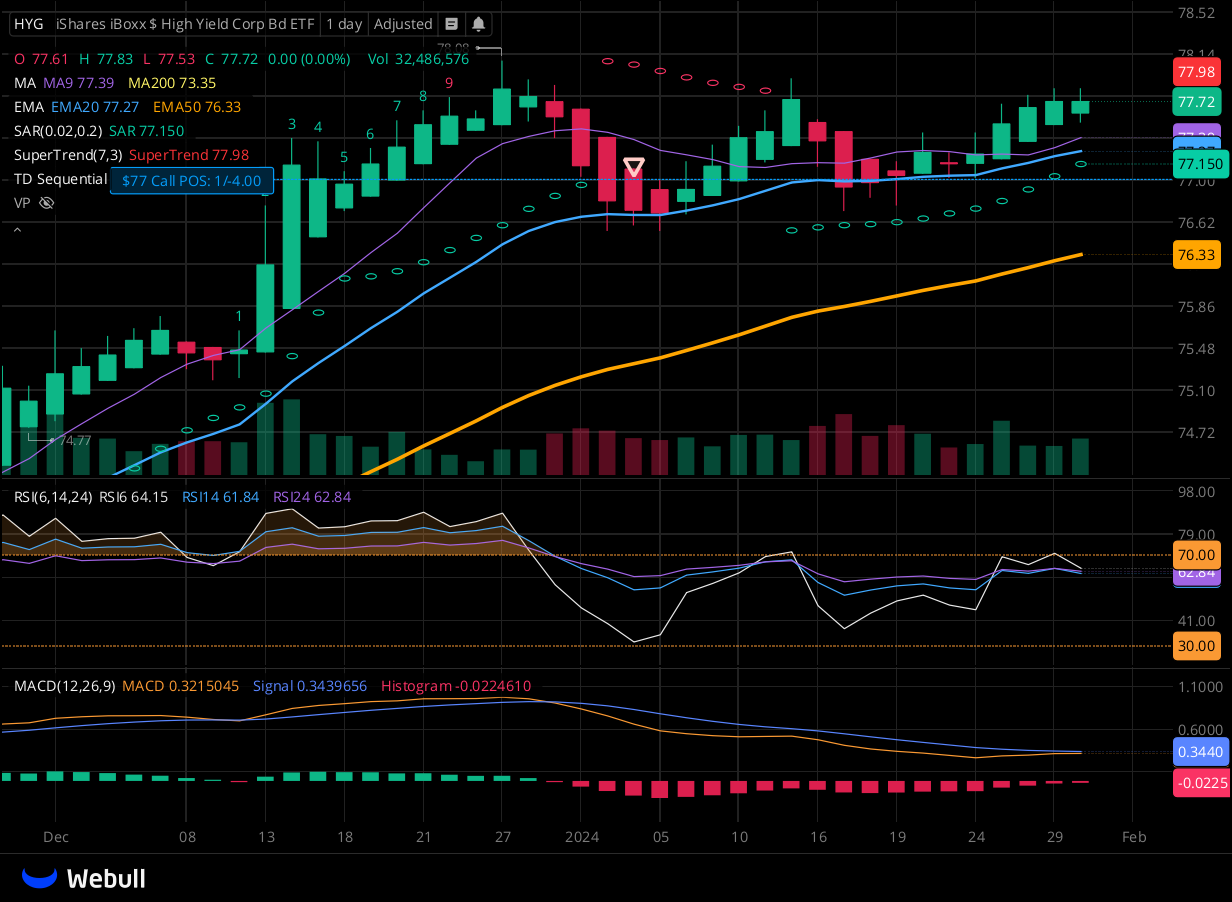 HYG iShares iBoxx $ High Yield Corp Bd ETF 1 day Adjusted
78.52
78.14
78.08
O 77.61 H 77.83 L 77.53 C 77.72 0.00 (0.00%) Vol 32,486,576
77.98
MA MA9 77.39 MA200 73.35
9
8
77.72
EMA EMA20 77.27 EMA50 76.33
7
3 4
6
SAR(0.02,0.2) SAR 77.150
5
SuperTrend(7,3) SuperTrend 77.98
77.150
TD Sequential $77 Call POS: 1/-4.00
77.00
VP
76.62
76.33
75.86
1
75.48
75.10
74.77
74.72
RSI(6,14,24) RSI6 64.15 RSI14 61.84 RSI24 62.84
98.00
79.00
70.00
62.84
41.00
30.00
MACD(12,26,9) MACD 0.3215045 Signal 0.3439656 Histogram -0.0224610
1.1000
0.6000
0.3440
-0.0225
Dec 08 13 18 21 27 2024 05 10 16 19 24 29 Feb
Webull